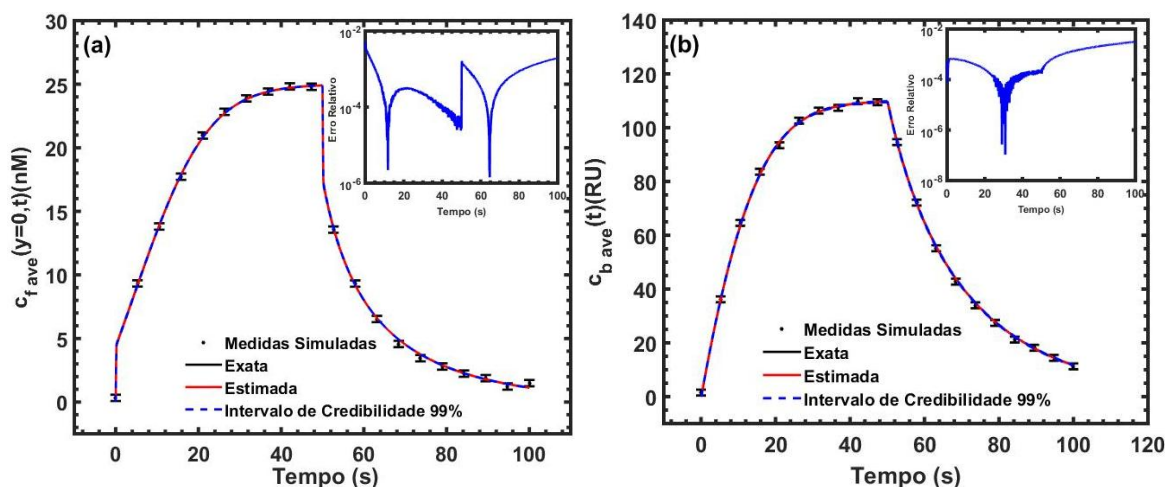 (a)
c_f ave(y=0,t)(nM)
30
25
20
15
10
5
0
0
20
40
60
80
100
Tempo (s)
Medidas Simuladas
Exata
Estimada
Intervalo de Credibilidade 99%
Erro Relativo
10^-2
10^-4
10^-6
0
20
40
60
80
100
Tempo (s)
(b)
c_b ave(t)(RU)
140
120
100
80
60
40
20
0
0
20
40
60
80
100
120
Tempo (s)
Medidas Simuladas
Exata
Estimada
Intervalo de Credibilidade 99%
Erro Relativo
10^-2
10^-4
10^-6
10^-8
0
20
40
60
80
100
Tempo (s)